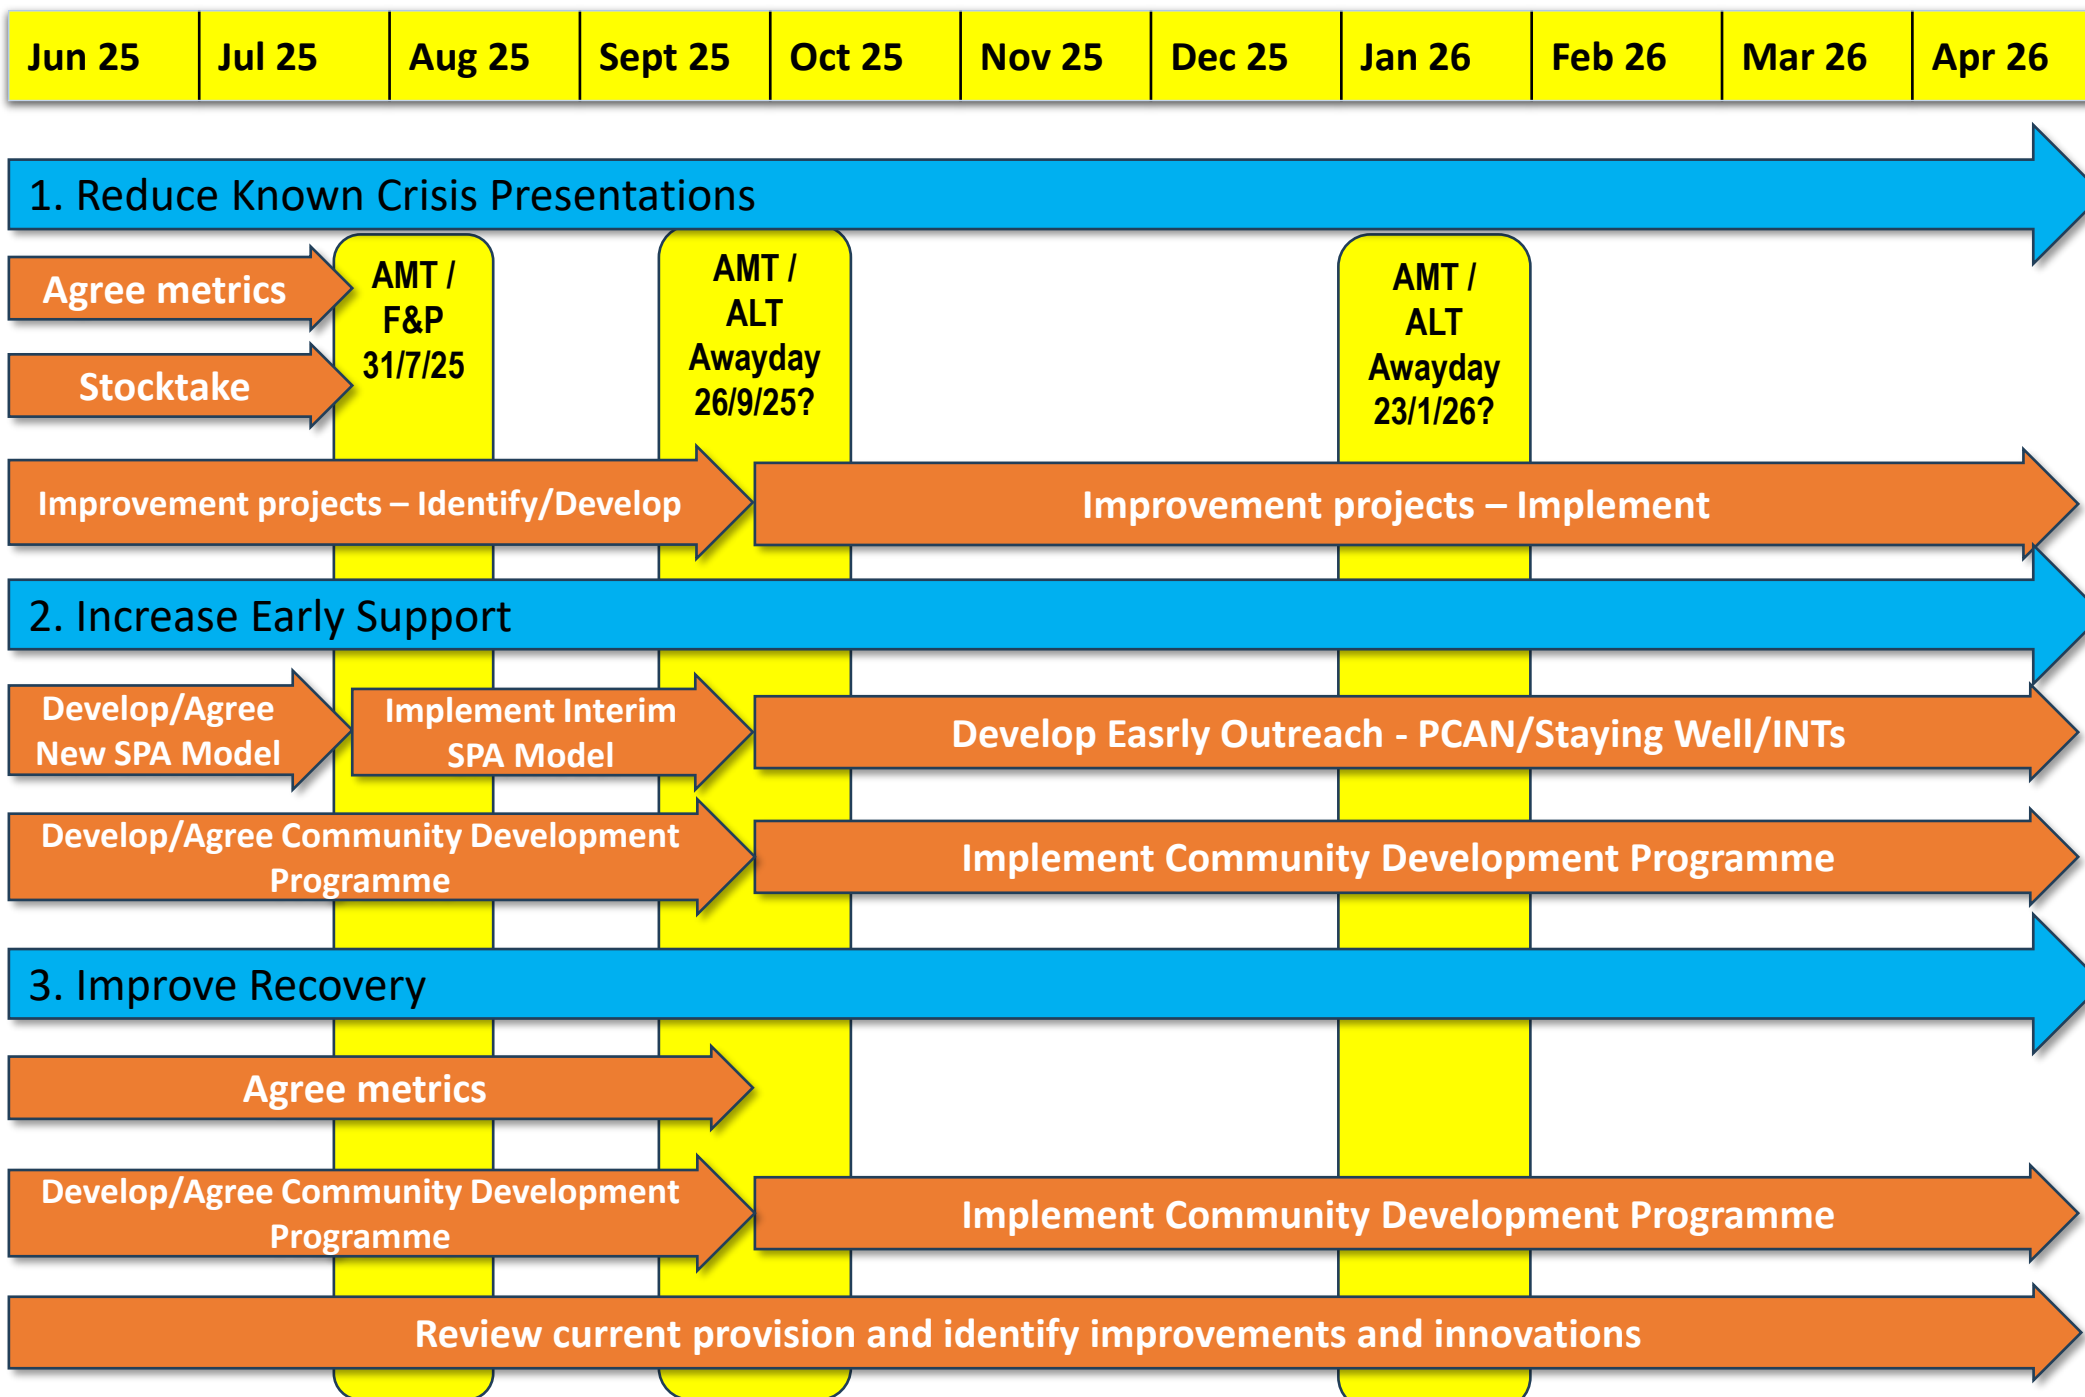 Jun 25 Jul 25 Aug 25 Sept 25 Oct 25 Nov 25 Dec 25 Jan 26 Feb 26 Mar 26 Apr 26
1. Reduce Known Crisis Presentations
Agree metrics
Stocktake
AMT /
F&P
31/7/25
AMT /
ALT
Awayday
26/9/25?
AMT /
ALT
Awayday
23/1/26?
Improvement projects – Identify/Develop
Improvement projects – Implement
2. Increase Early Support
Develop/Agree
New SPA Model
Implement Interim
SPA Model
Develop Easrly Outreach - PCAN/Staying Well/INTs
Develop/Agree Community Development
Programme
Implement Community Development Programme
3. Improve Recovery
Agree metrics
Develop/Agree Community Development
Programme
Implement Community Development Programme
Review current provision and identify improvements and innovations